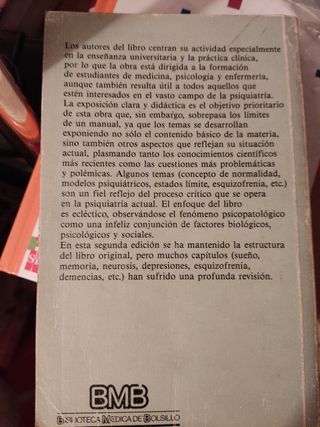 Los autores del libro centran su actividad especialmente
en la enseñanza universitaria y la práctica clínica,
por lo que la obra está dirigida a la formación
de estudiantes de medicina, psicología y enfermería,
aunque también resulta útil a todos aquellos que
estén interesados en el vasto campo de la psiquiatría.
La exposición clara y didáctica es el objetivo prioritario
de esta obra que, sin embargo, sobrepasa los límites
de un manual, ya que los temas se desarrollan
exponiendo no sólo el contenido básico de la materia,
sino también otros aspectos que reflejan su situación
actual, plasmando tanto los conocimientos científicos
más recientes como las cuestiones más problemáticas
y polémicas. Algunos temas (concepto de normalidad,
modelos psiquiátricos, estados límite, esquizofrenia, etc.)
son un fiel reflejo del proceso crítico que se opera
en la psiquiatría actual. El enfoque del libro
es ecléctico, observándose el fenómeno psicopatológico
como una infeliz conjunción de factores biológicos,
psicológicos y sociales.
En esta segunda edición se ha mantenido la estructura
del libro original, pero muchos capítulos (sueño,
memoria, neurosis, depresiones, esquizofrenia,
demencias, etc.) han sufrido una profunda revisión.
BMB
BIBLIOTECA MEDICA DE BOLSILLO